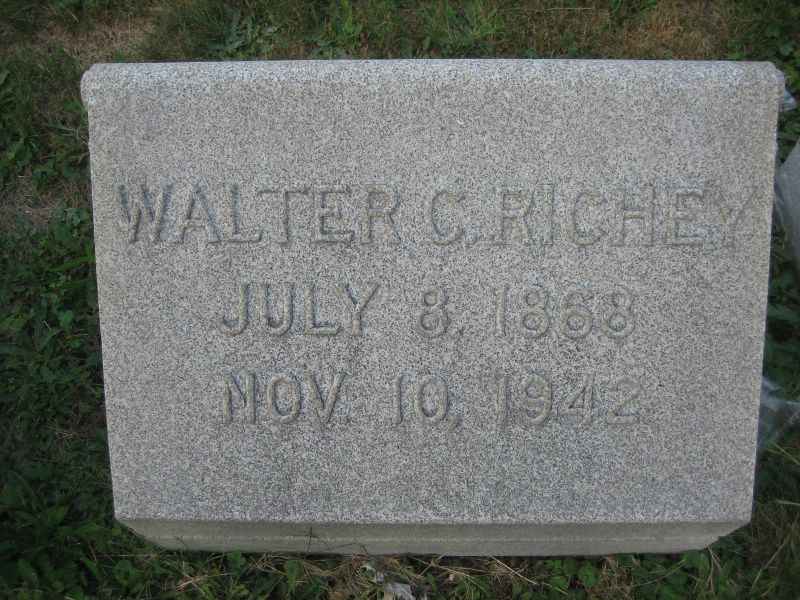 WALTER C. RICHEY
JULY 8, 1868
NOV. 10, 1942